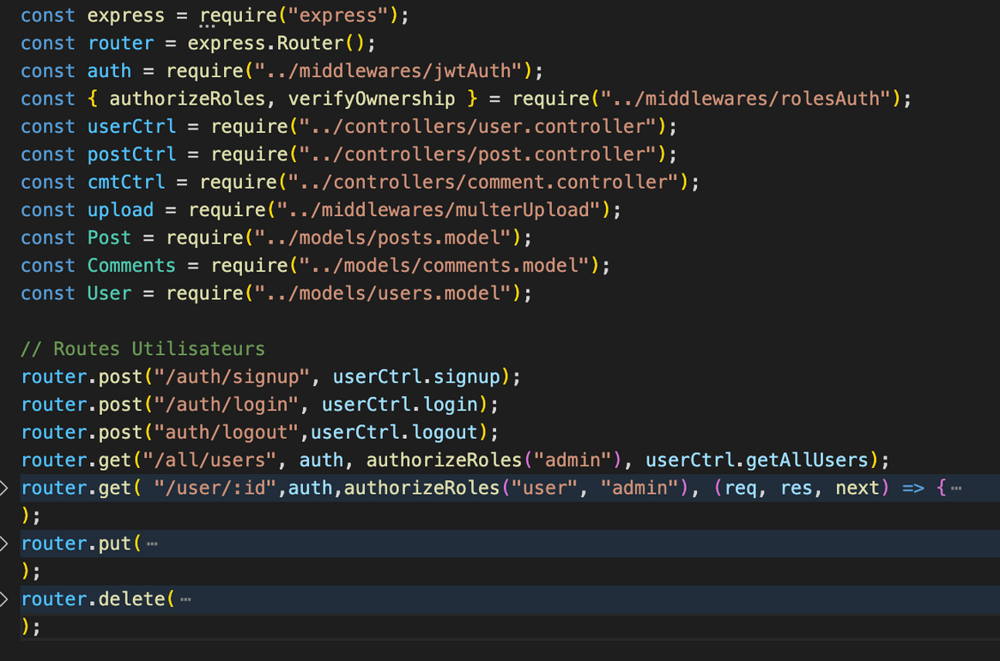 const express = require("express");
const router = express.Router();
const auth = require("../middlewares/jwtAuth");
const { authorizeRoles, verifyOwnership } = require("../middlewares/rolesAuth");
const userCtrl = require("../controllers/user.controller");
const postCtrl = require("../controllers/post.controller");
const cmtCtrl = require("../controllers/comment.controller");
const upload = require("../middlewares/multerUpload");
const Post = require("../models/posts.model");
const Comments = require("../models/comments.model");
const User = require("../models/users.model");
// Routes Utilisateurs
router.post("/auth/signup", userCtrl.signup);
router.post("/auth/login", userCtrl.login);
router.post("auth/logout",userCtrl.logout);
router.get("/all/users", auth, authorizeRoles("admin"), userCtrl.getAllUsers);
router.get( "/user/:id",auth,authorizeRoles("user", "admin"), (req, res, next) => {⋯
);
router.put(⋯
);
router.delete(⋯
);